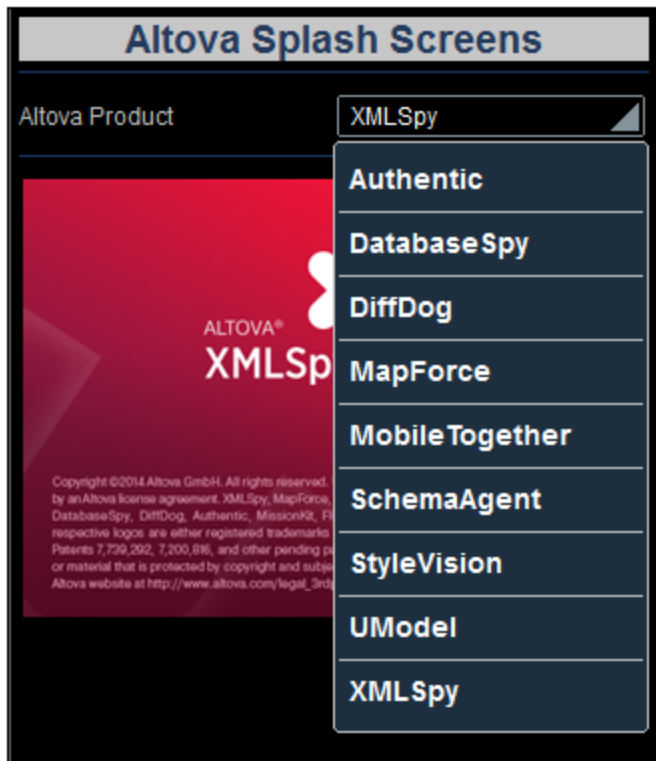 Altova Splash Screens
Altova Product
XMLSpy
Authentic
DatabaseSpy
DiffDog
MapForce
MobileTogether
SchemaAgent
StyleVision
UModel
XMLSpy
ALTOVA®
XMLSp
Copyright ©2014 Altova GmbH. All rights reserved.
by an Altova license agreement. XMLSpy, MapForce,
DatabaseSpy, DiffDog, Authentic, MissionKit,
respective logos are either registered trademarks
Patents 7,739,292, 7,200,816, and other pending
or material that is protected by copyright and
Altova website at http://www.altova.com/legal_3rdp